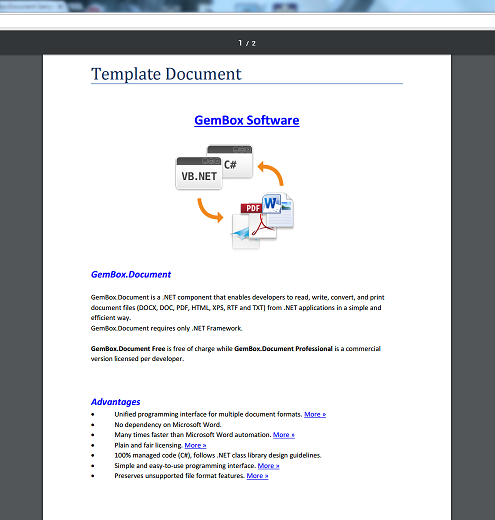 1 / 2
Template Document
GemBox Software
C#
VB.NET
W
PDF
GemBox.Document
GemBox.Document is a .NET component that enables developers to read, write, convert, and print
document files (DOCX, DOC, PDF, HTML, XPS, RTF and TXT) from .NET applications in a simple and
efficient way.
GemBox.Document requires only .NET Framework.
GemBox.Document Free is free of charge while GemBox.Document Professional is a commercial
version licensed per developer.
Advantages
• Unified programming interface for multiple document formats. More »
• No dependency on Microsoft Word.
• Many times faster than Microsoft Word automation. More »
• Plain and fair licensing. More »
• 100% managed code (C#), follows .NET class library design guidelines.
• Simple and easy-to-use programming interface. More »
• Preserves unsupported file format features. More »